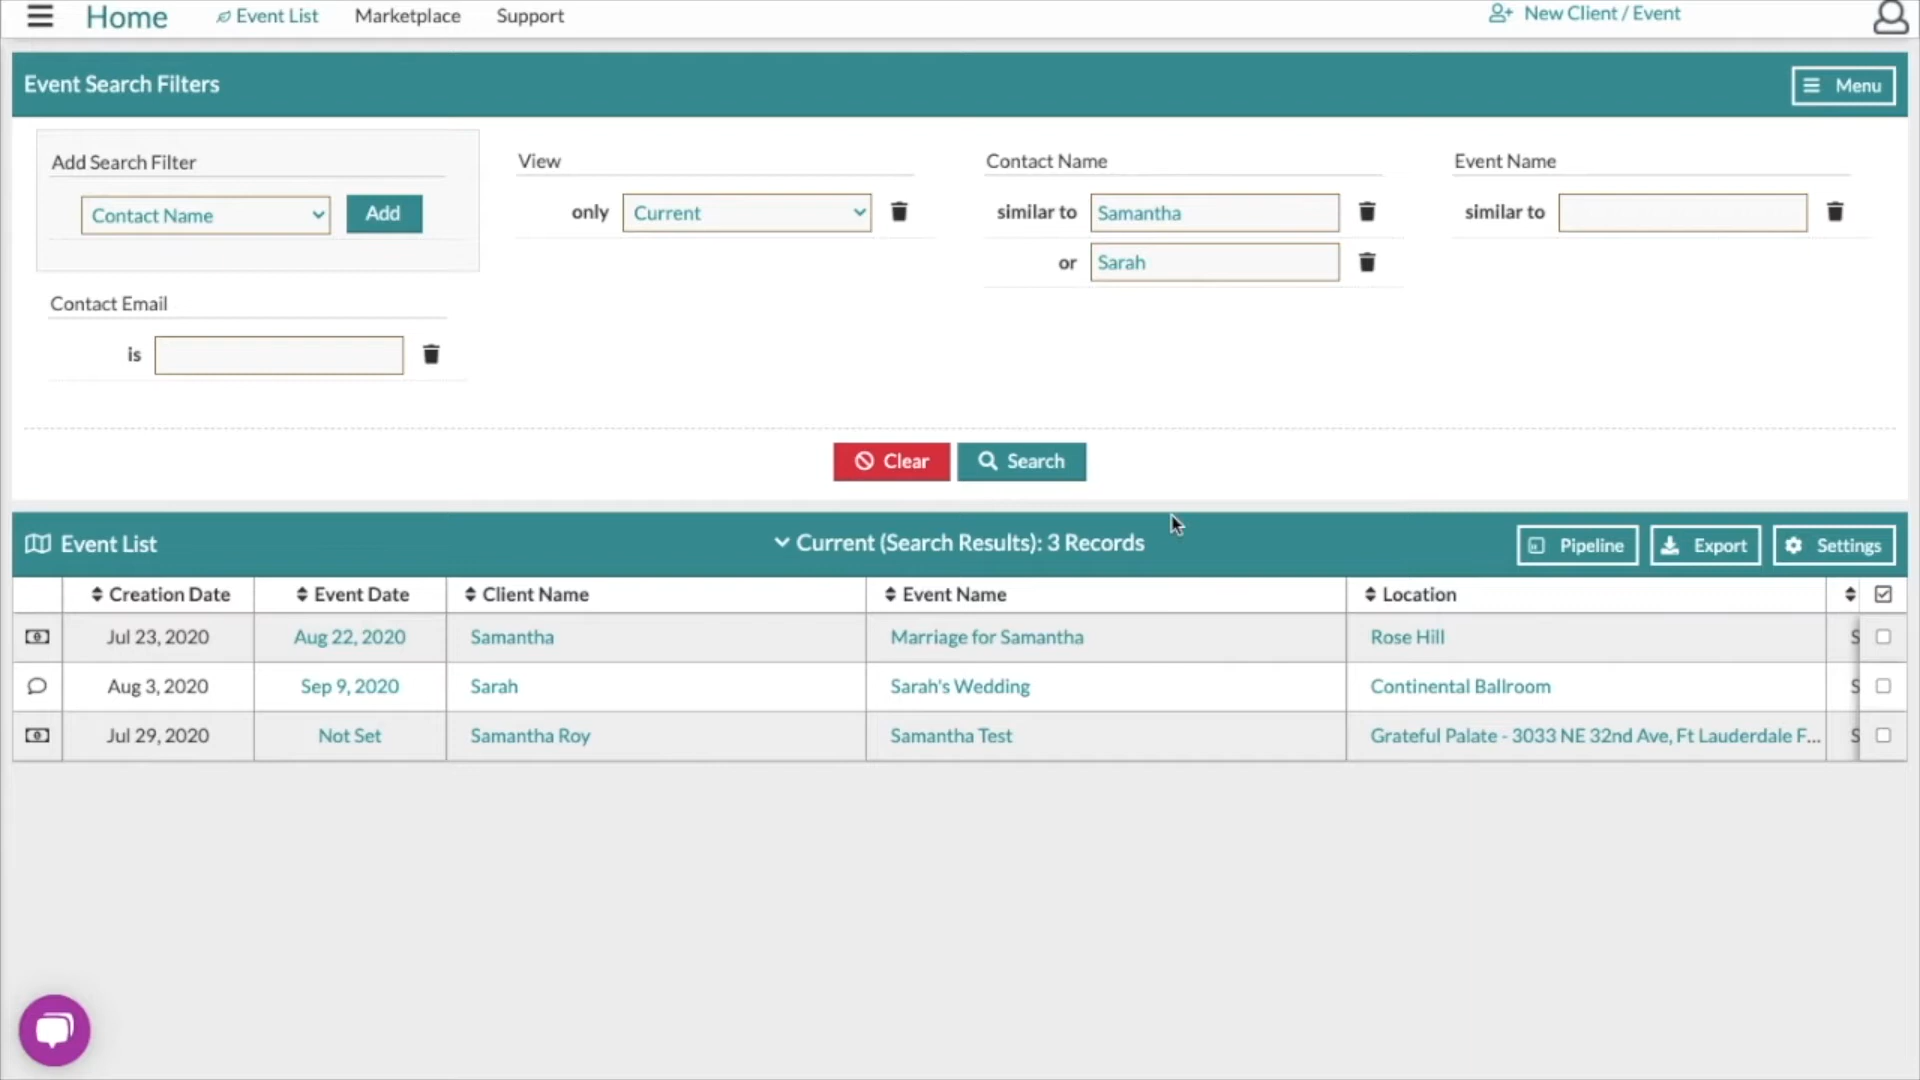 Home Event List Marketplace Support New Client / Event
Event Search Filters Menu
Add Search Filter
Contact Name Add
View
only Current
Contact Name
similar to Samantha
or Sarah
Event Name
similar to
Contact Email
is
Clear Search
Event List Current (Search Results): 3 Records Pipeline Export Settings
Creation Date Event Date Client Name Event Name Location
Jul 23, 2020 Aug 22, 2020 Samantha Marriage for Samantha Rose Hill S
Aug 3, 2020 Sep 9, 2020 Sarah Sarah's Wedding Continental Ballroom S
Jul 29, 2020 Not Set Samantha Roy Samantha Test Grateful Palate - 3033 NE 32nd Ave, Ft Lauderdale F... S